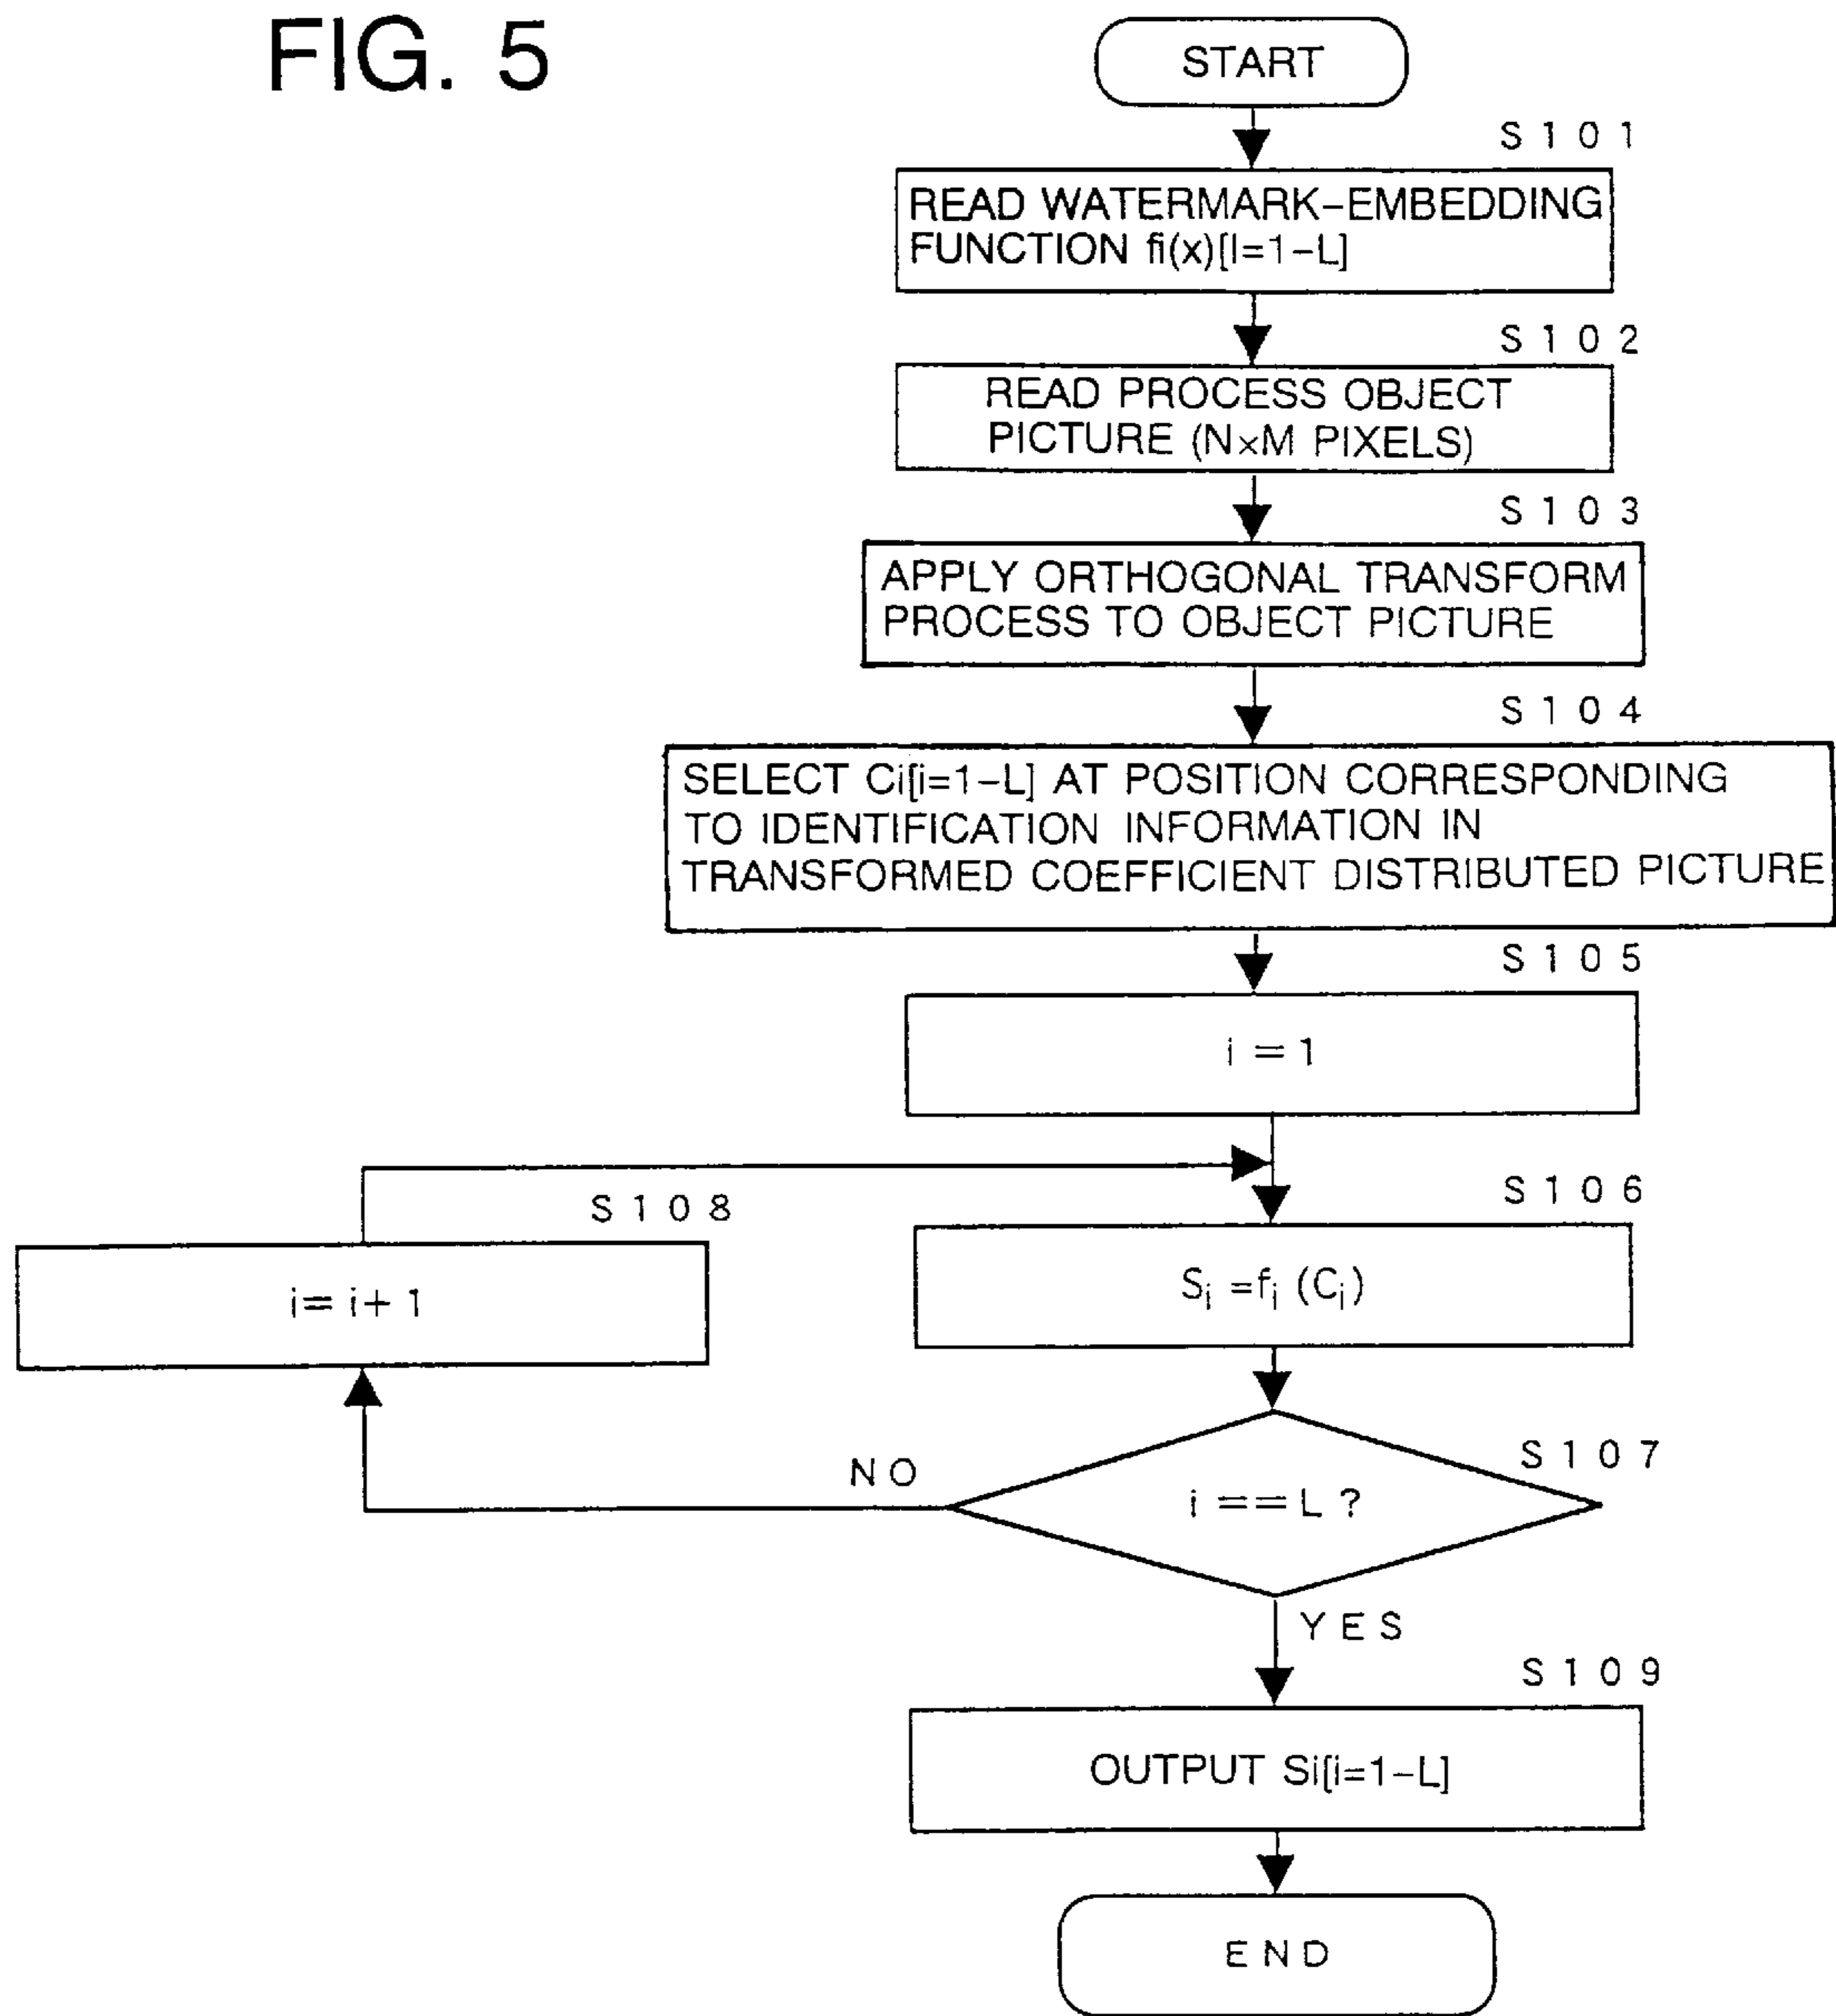 FIG. 5
START
S101
READ WATERMARK-EMBEDDING
FUNCTION fi(x)[I=1-L]
S102
READ PROCESS OBJECT
PICTURE (N×M PIXELS)
S103
APPLY ORTHOGONAL TRANSFORM
PROCESS TO OBJECT PICTURE
S104
SELECT Ci[i=1-L] AT POSITION CORRESPONDING
TO IDENTIFICATION INFORMATION IN
TRANSFORMED COEFFICIENT DISTRIBUTED PICTURE
S105
i = 1
S108
i= i+1
S106
Si =fi (Ci)
S107
NO
i ==L ?
YES
S109
OUTPUT Si[i=1-L]
END